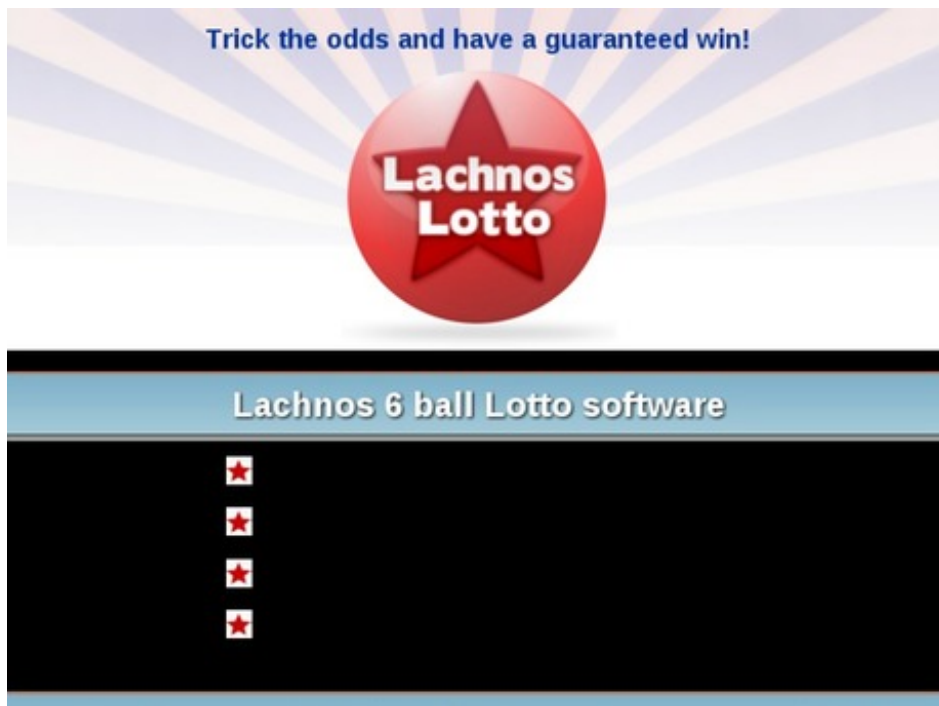 Trick the odds and have a guaranteed win!
Lachnos
Lotto
Lachnos 6 ball Lotto software